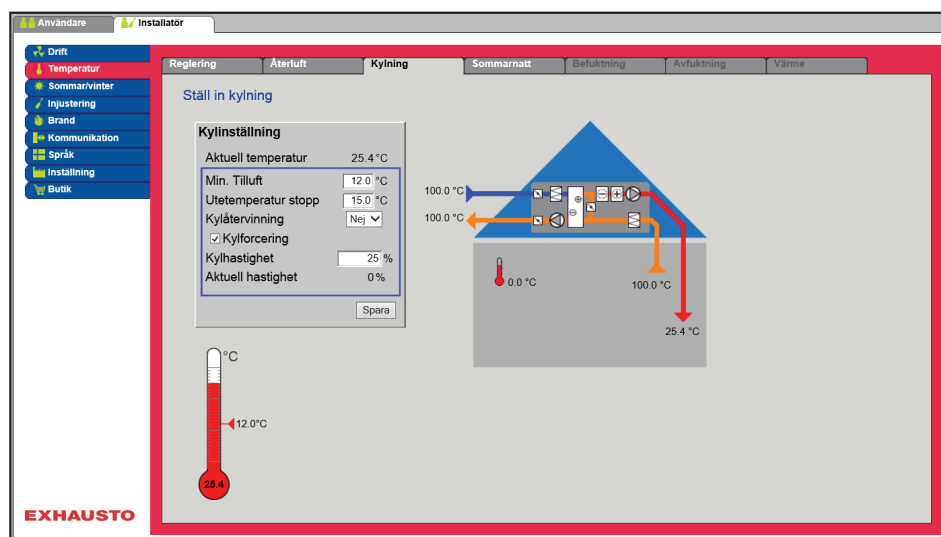 Användare Installatör
Drift
Temperatur
Sommar/vinter
Injustering
Brand
Kommunikation
Språk
Inställning
Butik
Reglering Återluft Kylning Sommarnatt Befuktning Avfuktning Värme
Ställ in kylning
Kylinställning
Aktuell temperatur 25.4 °C
Min. Tilluft 12.0 °C
Utetemperatur stopp 15.0 °C
Kylåtervinning Nej
Kylforcering
Kylhastighet 25 %
Aktuell hastighet 0 %
Spara
100.0 °C
100.0 °C
0.0 °C
100.0 °C
25.4 °C
°C
12.0°C
25.4
EXHAUSTO